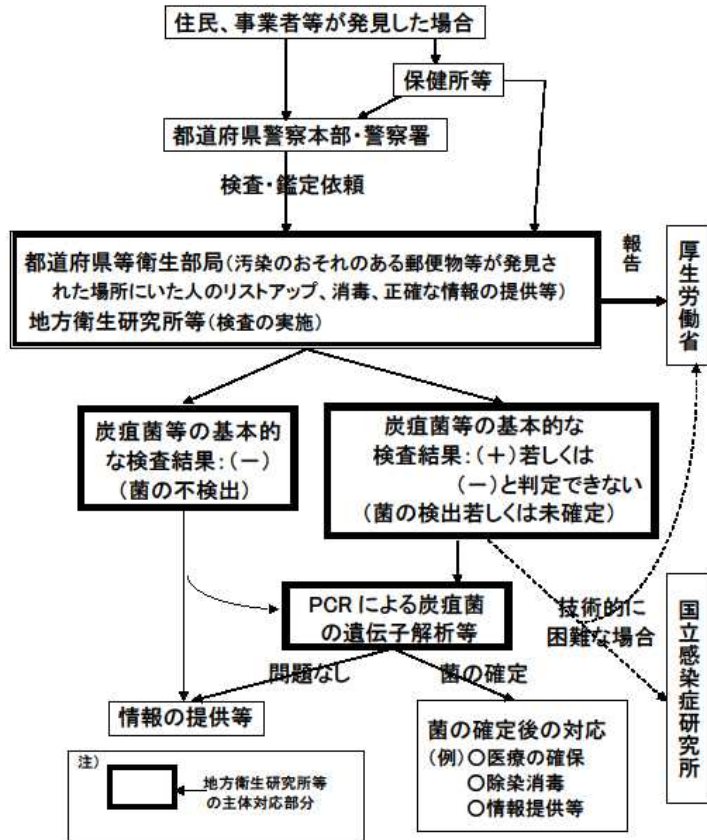 住民、事業者等が発見した場合
保健所等
都道府県警察本部・警察署
検査・鑑定依頼
都道府県等衛生部局(汚染のおそれのある郵便物等が発見さ
れた場所にいた人のリストアップ、消毒、正確な情報の提供等)
地方衛生研究所等(検査の実施)
報告
厚生労働省
炭疽菌等の基本的
な検査結果:(-)
(菌の不検出)
炭疽菌等の基本的な
検査結果:(+)若しくは
(-)と判定できない
(菌の検出若しくは未確定)
PCRによる炭疽菌
の遺伝子解析等
技術的に
困難な場合
国立感染症研究所
問題なし
菌の確定
情報の提供等
菌の確定後の対応
(例)○医療の確保
○除染消毒
○情報提供等
注)
地方衛生研究所等
の主体対応部分